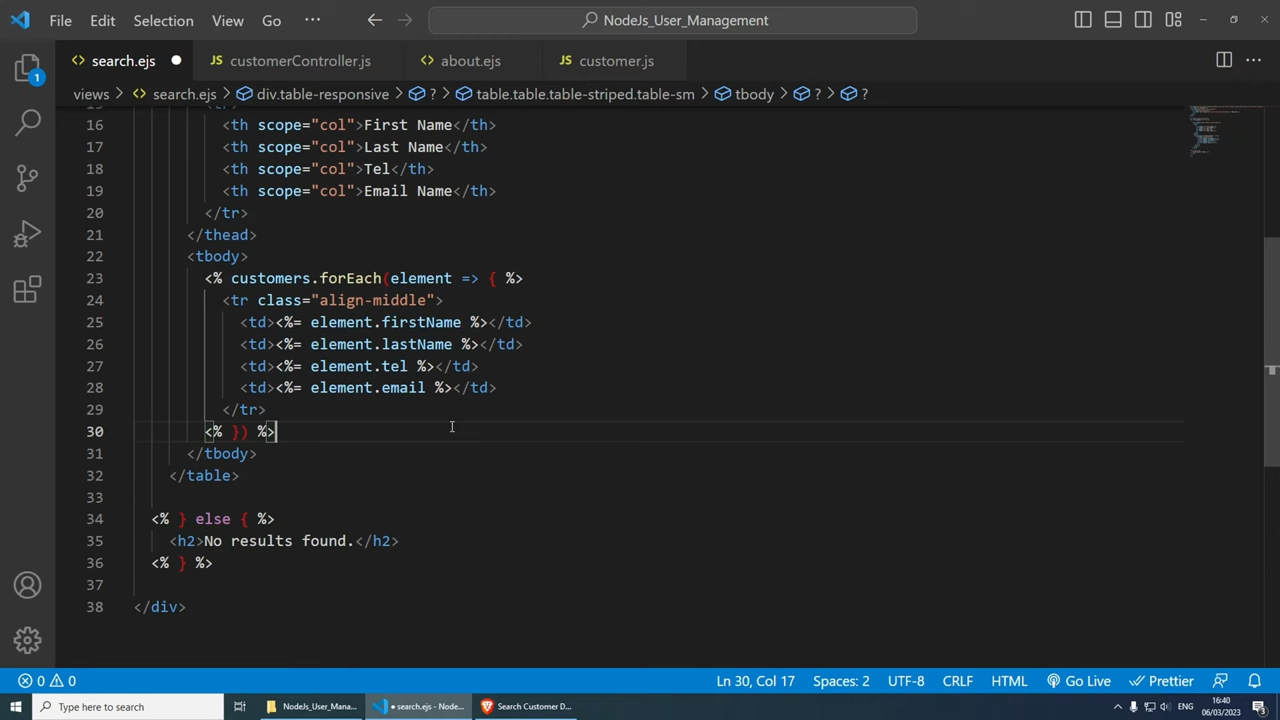 File Edit Selection View Go ··· NodeJs_User_Management
search.ejs customerController.js about.ejs customer.js
views > search.ejs > div.table-responsive > ? > table.table.table-striped.table-sm > tbody > ? > ?
16 <th scope="col">First Name</th>
17 <th scope="col">Last Name</th>
18 <th scope="col">Tel</th>
19 <th scope="col">Email Name</th>
20 </tr>
21 </thead>
22 <tbody>
23 <% customers.forEach(element => { %>
24 <tr class="align-middle">
25 <td><%= element.firstName %></td>
26 <td><%= element.lastName %></td>
27 <td><%= element.tel %></td>
28 <td><%= element.email %></td>
29 </tr>
30 <% }) %>
31 </tbody>
32 </table>
33
34 <% } else { %>
35 <h2>No results found.</h2>
36 <% } %>
37
38 </div>
1
0 0 Ln 30, Col 17 Spaces: 2 UTF-8 CRLF HTML Go Live Prettier
Type here to search NodeJs_User_Mana... search.ejs - Node... Search Customer D... ENG 16:40
06/03/2023 3